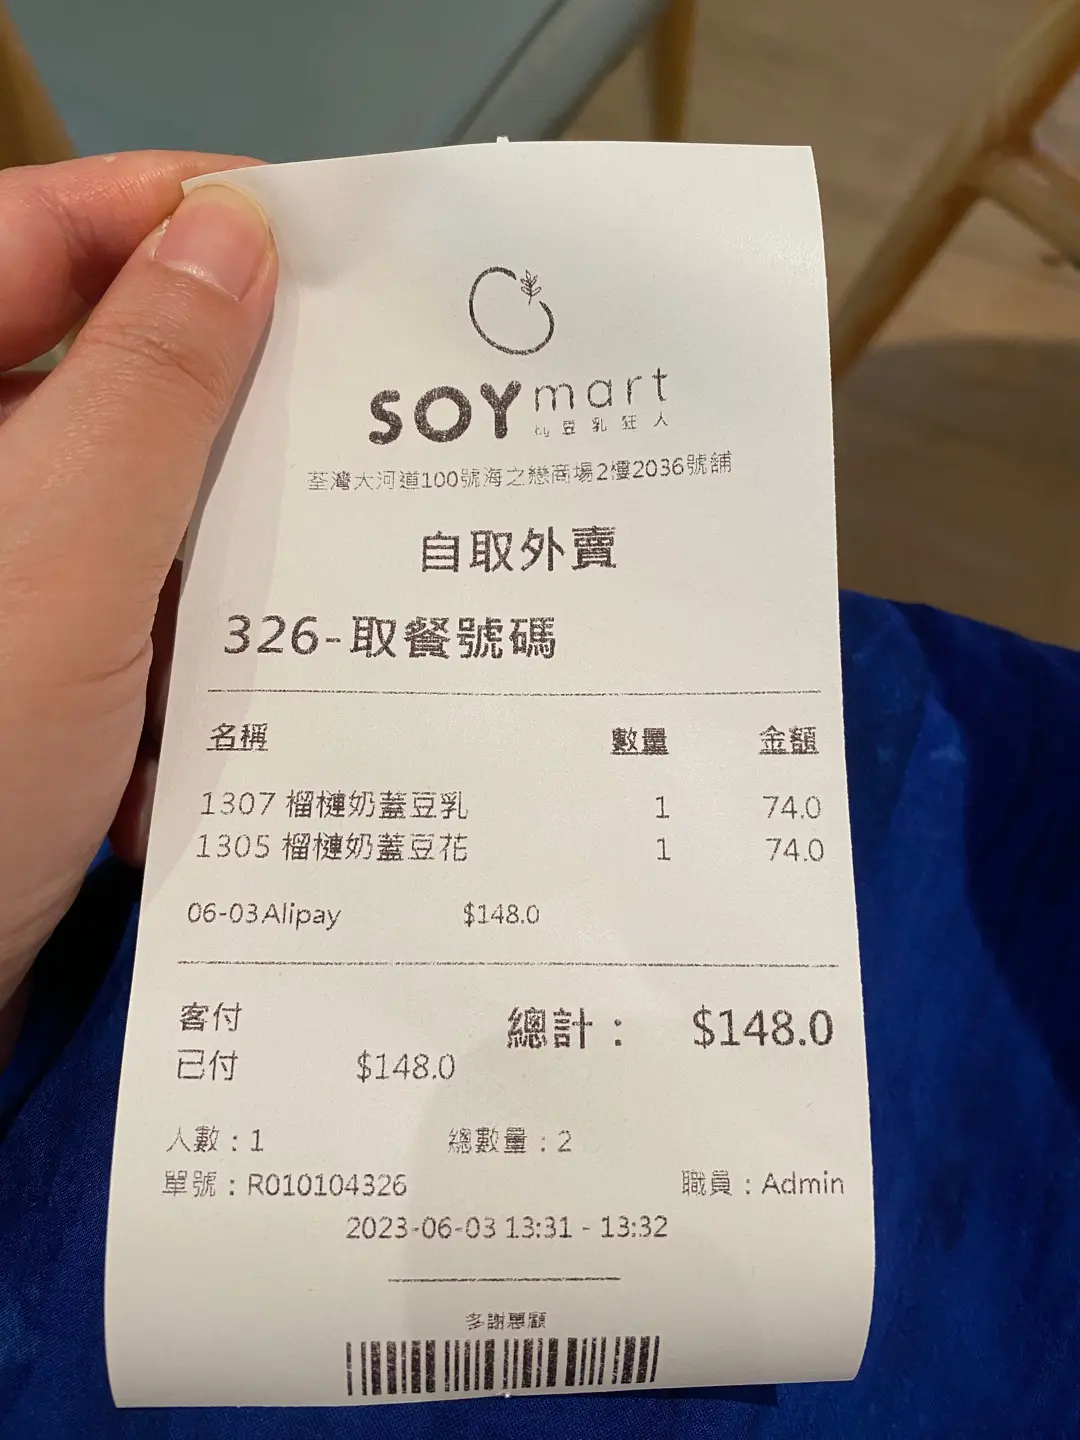 SOY mart
by 豆乳狂人
荃灣大河道100號海之戀商場2樓2036號舖
自取外賣
326-取餐號碼
名稱 數量 金額
1307 榴槤奶蓋豆乳 1 74.0
1305 榴槤奶蓋豆花 1 74.0
06-03Alipay $148.0
客付 總計： $148.0
已付 $148.0
人數：1 總數量：2
單號：R010104326 職員：Admin
2023-06-03 13:31 - 13:32
多謝惠顧